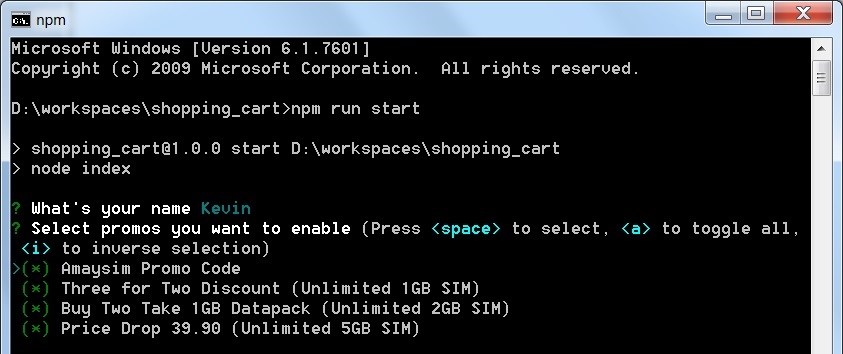 npm
Microsoft Windows [Version 6.1.7601]
Copyright (c) 2009 Microsoft Corporation.  All rights reserved.
D:\workspaces\shopping_cart>npm run start
> shopping_cart@1.0.0 start D:\workspaces\shopping_cart
> node index
? What's your name Kevin
? Select promos you want to enable (Press <space> to select, <a> to toggle all,
<i> to inverse selection)
>(*) Amaysim Promo Code
(*) Three for Two Discount (Unlimited 1GB SIM)
(*) Buy Two Take 1GB Datapack (Unlimited 2GB SIM)
(*) Price Drop 39.90 (Unlimited 5GB SIM)